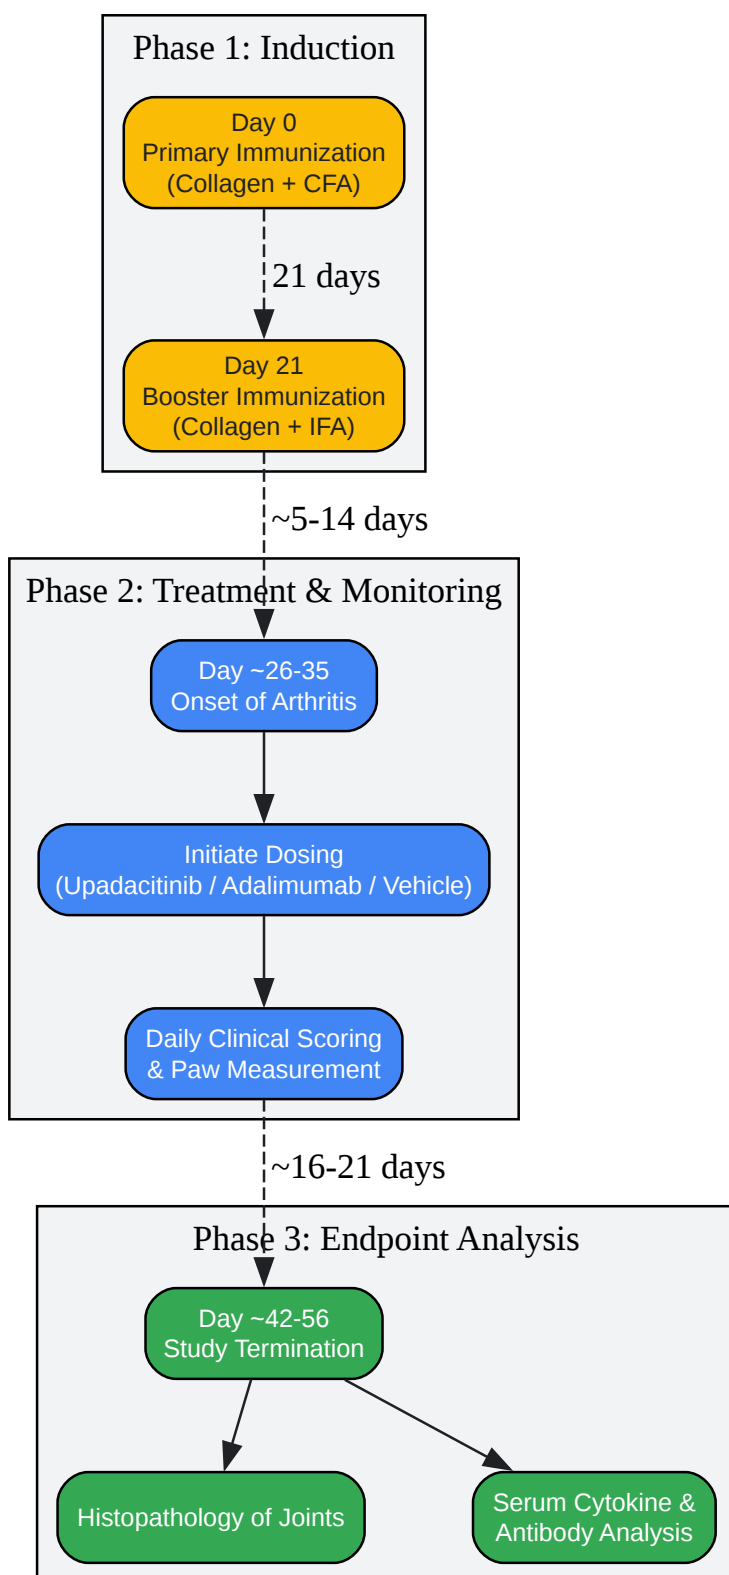 Phase 1: Induction
Day 0
Primary Immunization
(Collagen + CFA)
21 days
Day 21
Booster Immunization
(Collagen + IFA)
~5-14 days
Phase 2: Treatment & Monitoring
Day ~26-35
Onset of Arthritis
Initiate Dosing
(Upadacitinib / Adalimumab / Vehicle)
Daily Clinical Scoring
& Paw Measurement
~16-21 days
Phase 3: Endpoint Analysis
Day ~42-56
Study Termination
Histopathology of Joints
Serum Cytokine &
Antibody Analysis